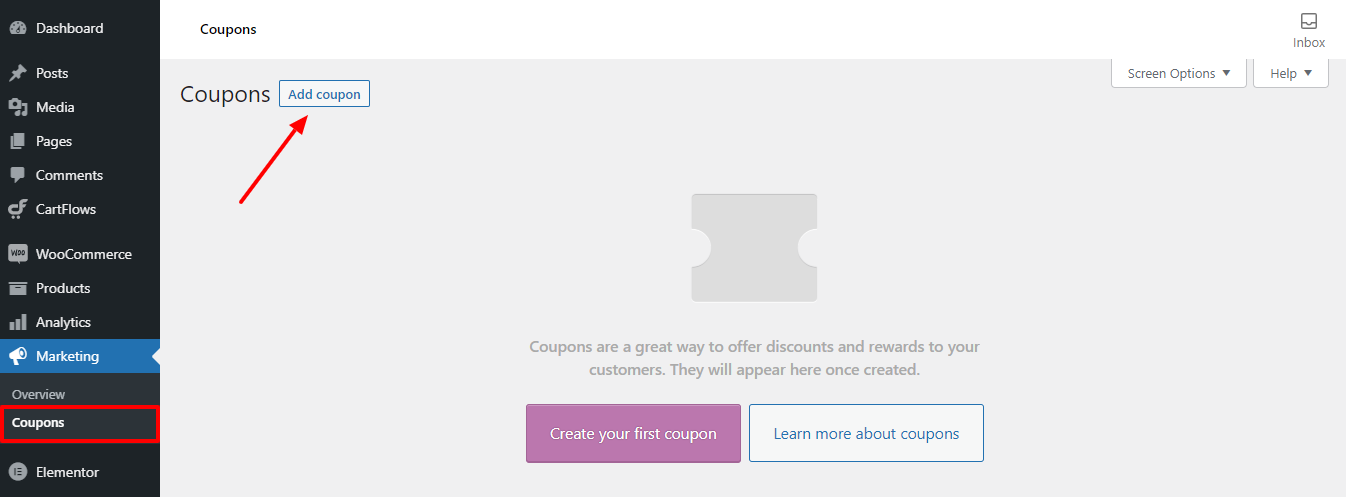 Dashboard
Posts
Media
Pages
Comments
CartFlows
WOO
WooCommerce
Products
Analytics
Marketing
Overview
Coupons
Elementor
Coupons
Inbox
Screen Options
Help
Coupons
Add coupon
Coupons are a great way to offer discounts and rewards to your
customers. They will appear here once created.
Create your first coupon
Learn more about coupons